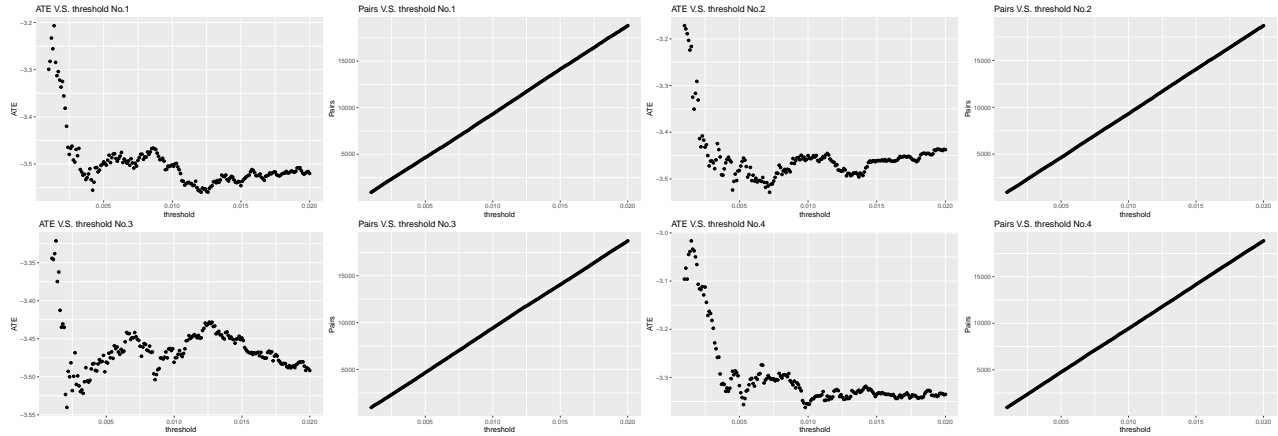 ATE V.S. threshold No.1
−3.2
−3.3
−3.4
−3.5
ATE
0.005
0.010
0.015
0.020
threshold
Pairs V.S. threshold No.1
15000
10000
5000
Pairs
0.005
0.010
0.015
0.020
threshold
ATE V.S. threshold No.2
−3.2
−3.3
−3.4
−3.5
ATE
0.005
0.010
0.015
0.020
threshold
Pairs V.S. threshold No.2
15000
10000
5000
Pairs
0.005
0.010
0.015
0.020
threshold
ATE V.S. threshold No.3
−3.35
−3.40
−3.45
−3.50
−3.55
ATE
0.005
0.010
0.015
0.020
threshold
Pairs V.S. threshold No.3
15000
10000
5000
Pairs
0.005
0.010
0.015
0.020
threshold
ATE V.S. threshold No.4
−3.0
−3.1
−3.2
−3.3
ATE
0.005
0.010
0.015
0.020
threshold
Pairs V.S. threshold No.4
15000
10000
5000
Pairs
0.005
0.010
0.015
0.020
threshold